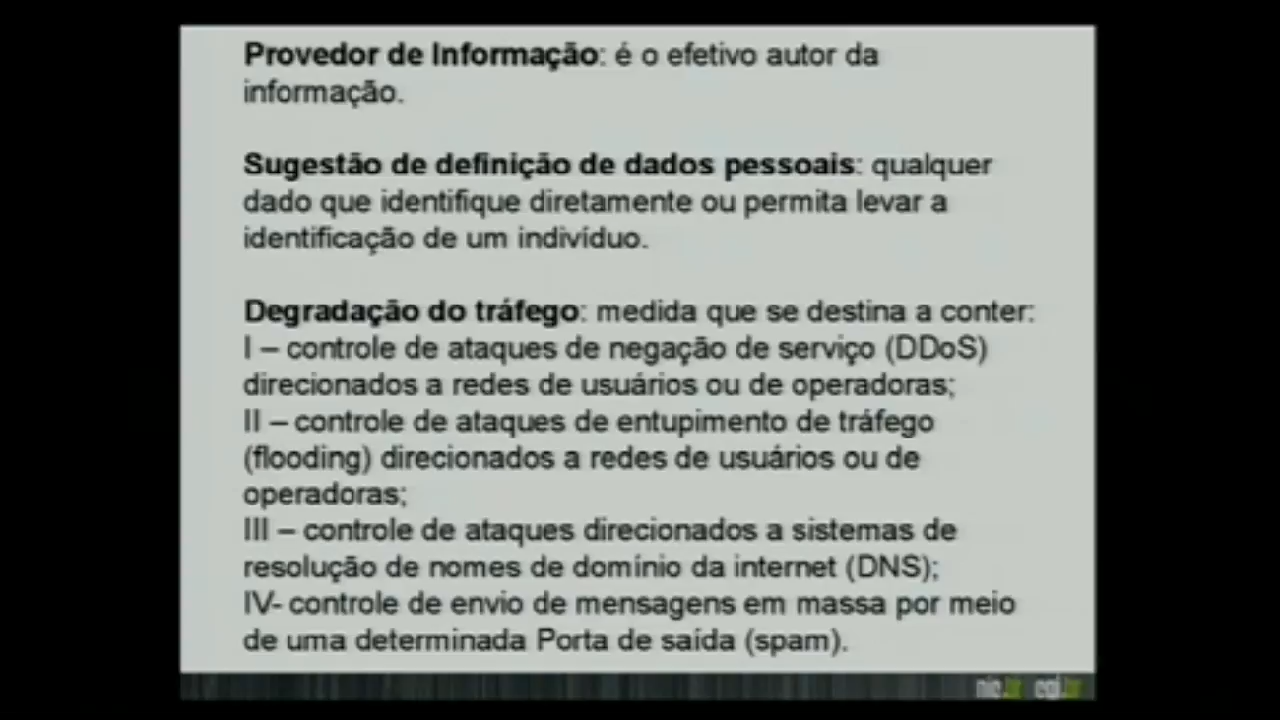 Provedor de Informação: é o efetivo autor da
informação.
Sugestão de definição de dados pessoais: qualquer
dado que identifique diretamente ou permita levar a
identificação de um indivíduo.
Degradação do tráfego: medida que se destina a conter:
I – controle de ataques de negação de serviço (DDoS)
direcionados a redes de usuários ou de operadoras;
II – controle de ataques de entupimento de tráfego
(flooding) direcionados a redes de usuários ou de
operadoras;
III – controle de ataques direcionados a sistemas de
resolução de nomes de domínio da internet (DNS);
IV- controle de envio de mensagens em massa por meio
de uma determinada Porta de saída (spam).
nic.br cgi.br